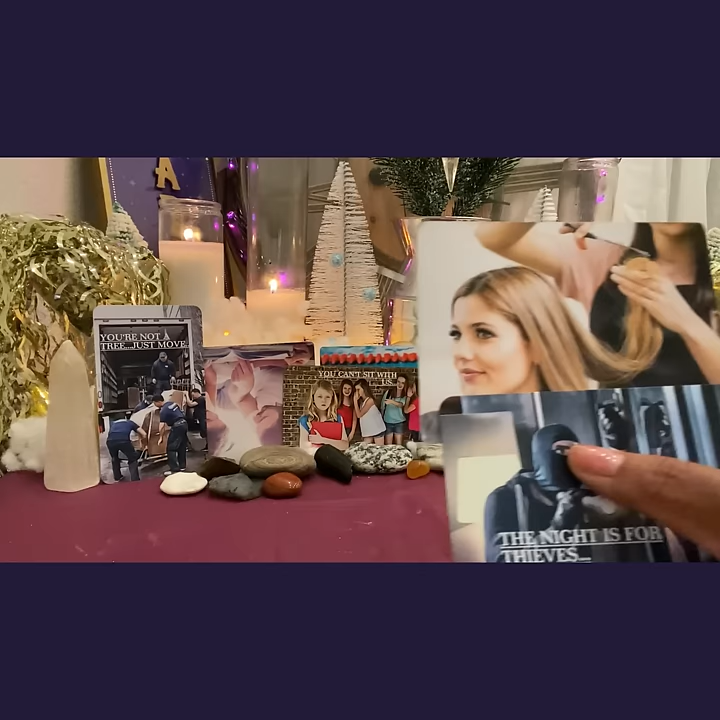 A
YOU'RE NOT A
TREE...JUST MOVE.
YOU CAN'T SIT WITH
US...
THE NIGHT IS FOR
THIEVES...